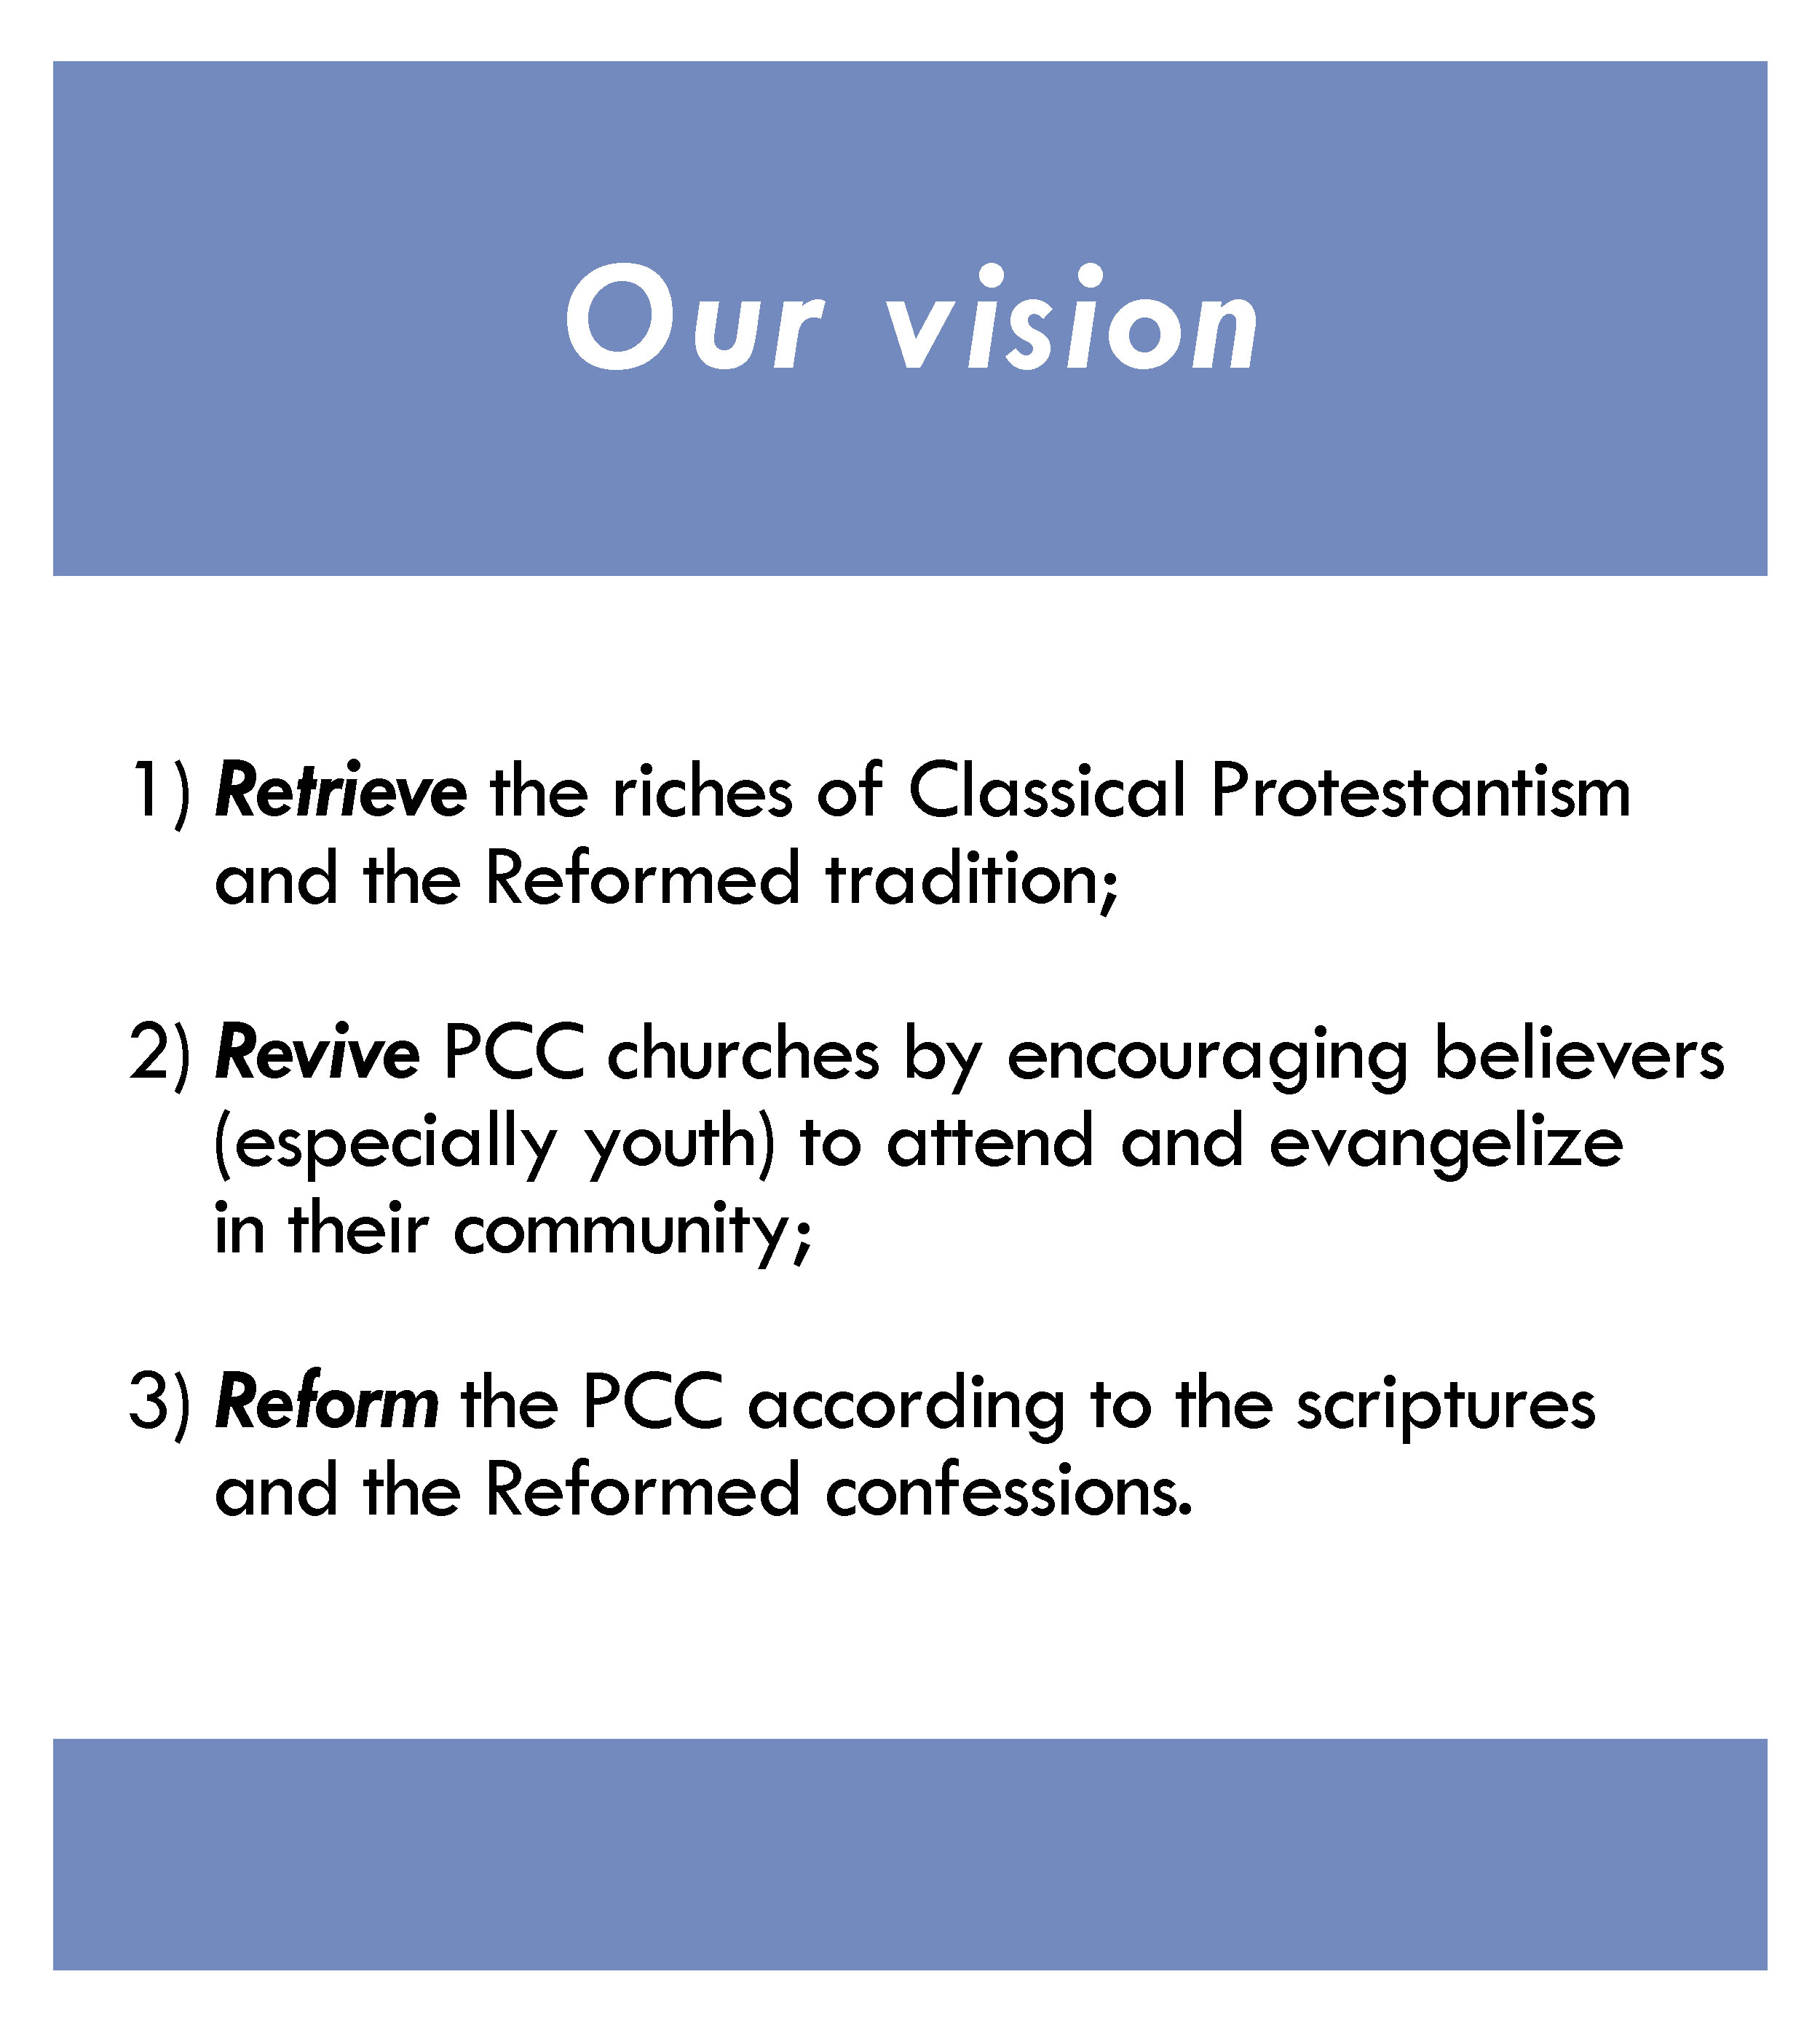 Our vision
1) Retrieve the riches of Classical Protestantism
and the Reformed tradition;
2) Revive PCC churches by encouraging believers
(especially youth) to attend and evangelize
in their community;
3) Reform the PCC according to the scriptures
and the Reformed confessions.